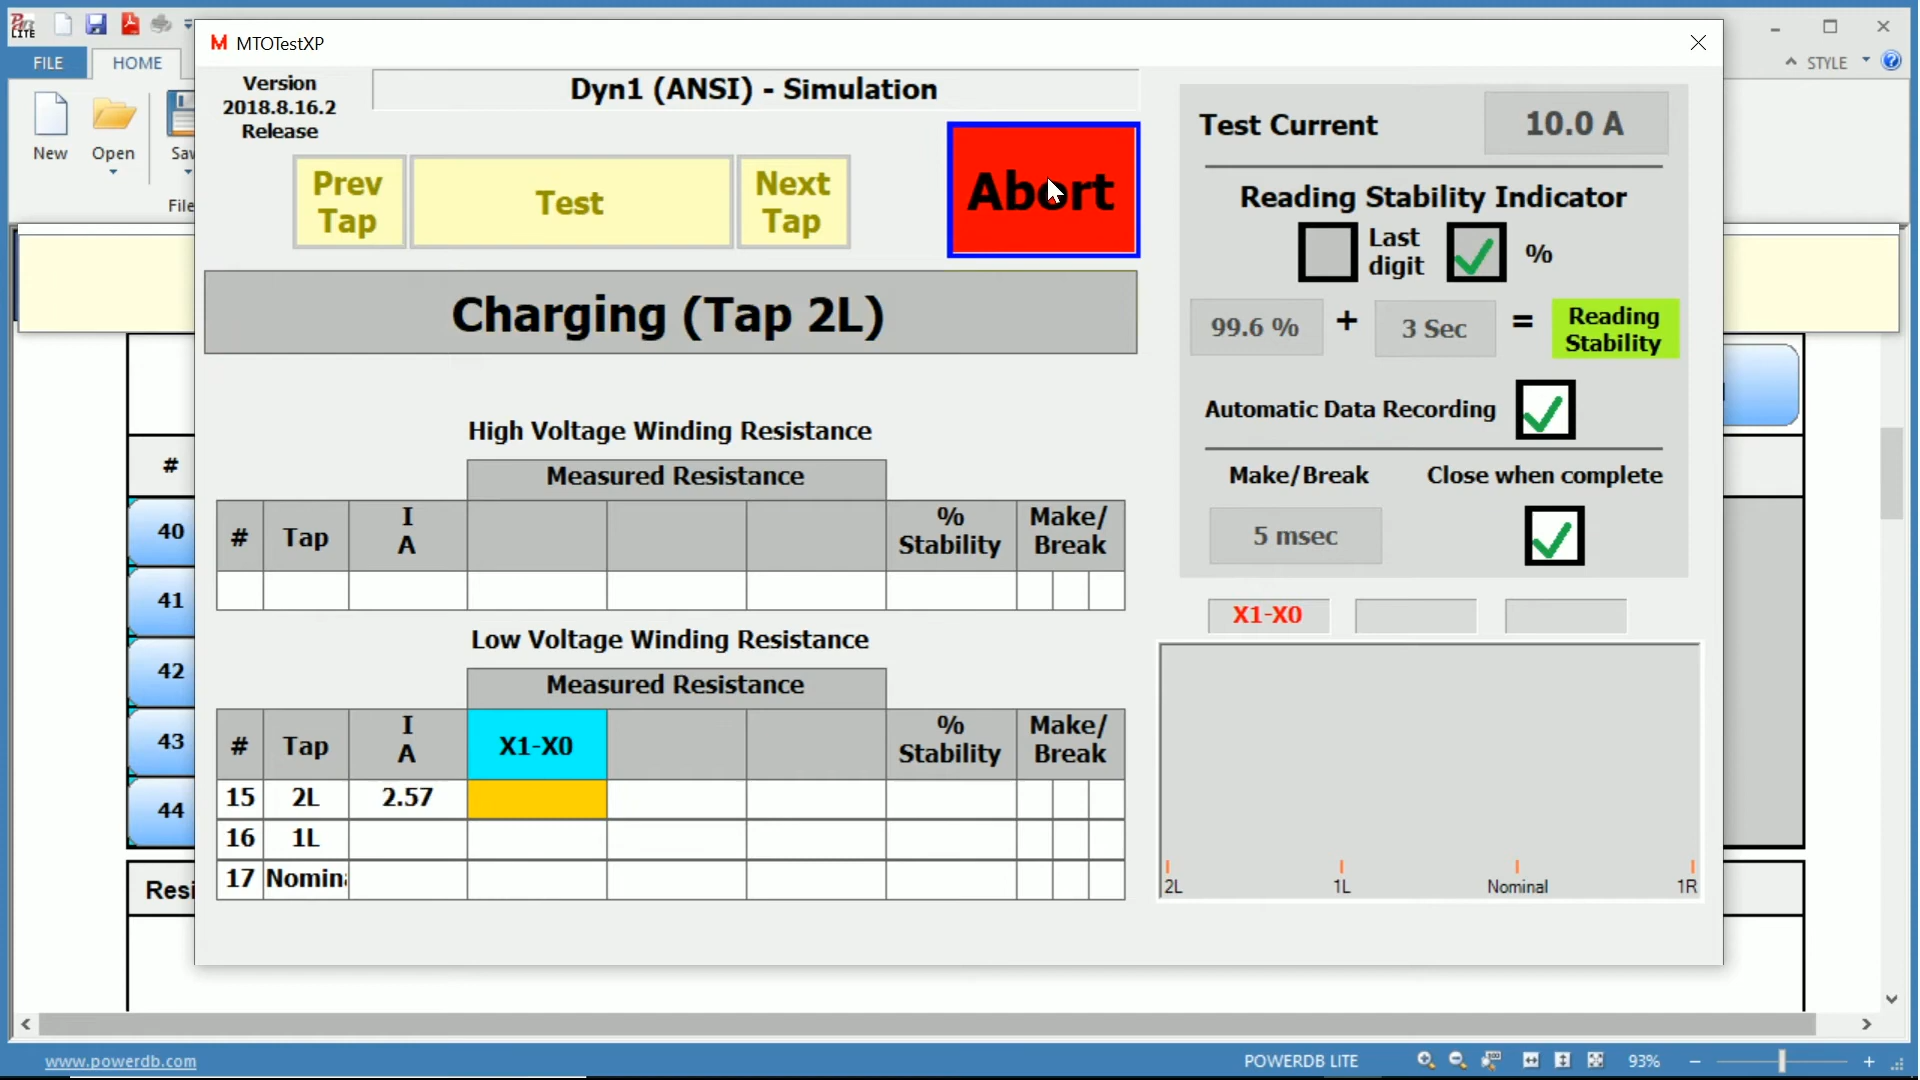 LITE
FILE
HOME
New
Open
File
STYLE
MTOTestXP
Version
2018.8.16.2
Release
Dyn1 (ANSI) - Simulation
Prev
Tap
Test
Next
Tap
Abort
Charging (Tap 2L)
Test Current
10.0 A
Reading Stability Indicator
Last
digit
%
99.6 %
+
3 Sec
=
Reading
Stability
Automatic Data Recording
Make/Break
Close when complete
5 msec
High Voltage Winding Resistance
Measured Resistance
#
Tap
I
A
%
Stability
Make/
Break
Low Voltage Winding Resistance
Measured Resistance
#
Tap
I
A
X1-X0
%
Stability
Make/
Break
15 2L 2.57
16 1L
17 Nomin
X1-X0
2L 1L Nominal 1R
#
40
41
42
43
44
Resi
www.powerdb.com
POWERDB LITE
93%